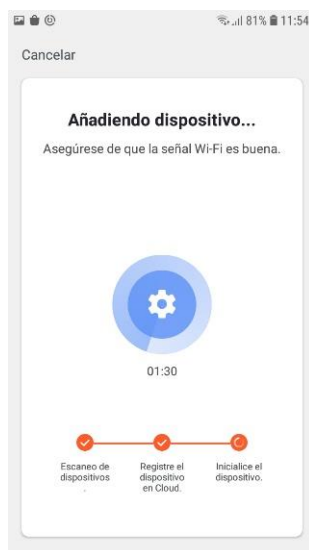 81% 11:54
Cancelar
Añadiendo dispositivo...
Asegúrese de que la señal Wi-Fi es buena.
01:30
Escaneo de
dispositivos
.
Registre el
dispositivo
en Cloud.
Inicialice el
dispositivo.